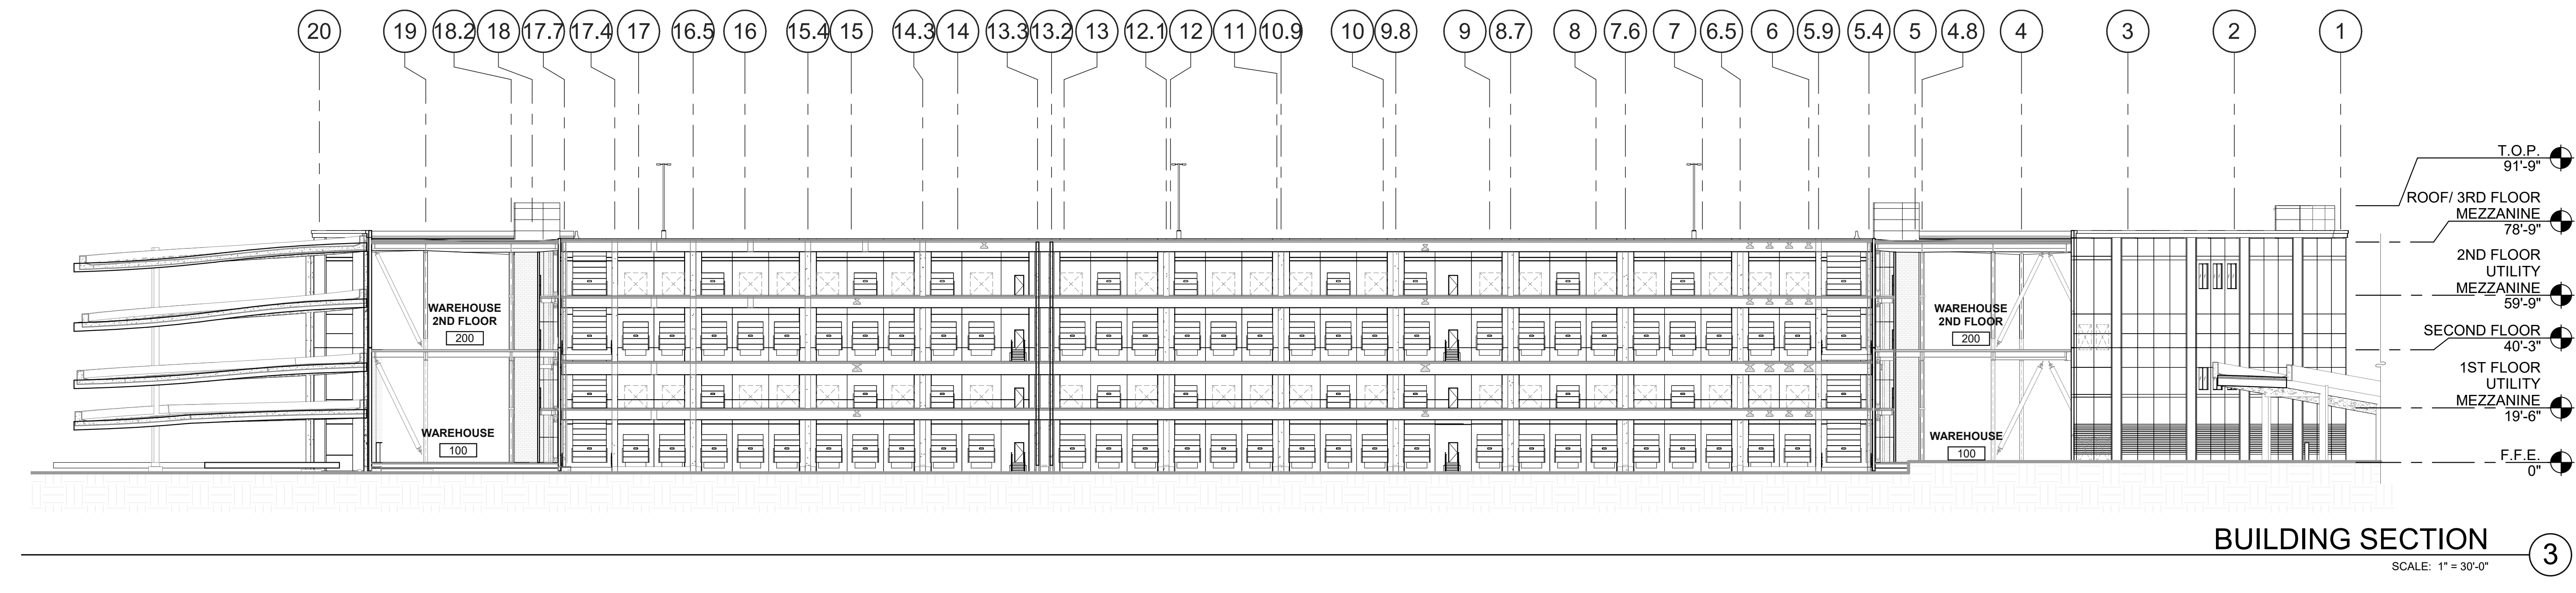 20 19 18.2 18 17.7 17.4 17 16.5 16 15.4 15 14.3 14 13.3 13.2 13 12.1 12 11 10.9 10 9.8 9 8.7 8 7.6 7 6.5 6 5.9 5.4 5 4.8 4 3 2 1
T.O.P.
91'-9"
ROOF/ 3RD FLOOR
MEZZANINE
78'-9"
2ND FLOOR
UTILITY
MEZZANINE
59'-9"
SECOND FLOOR
40'-3"
1ST FLOOR
UTILITY
MEZZANINE
19'-6"
F.F.E.
0"
WAREHOUSE
2ND FLOOR
200
WAREHOUSE
100
WAREHOUSE
2ND FLOOR
200
WAREHOUSE
100
BUILDING SECTION
3
SCALE: 1" = 30'-0"